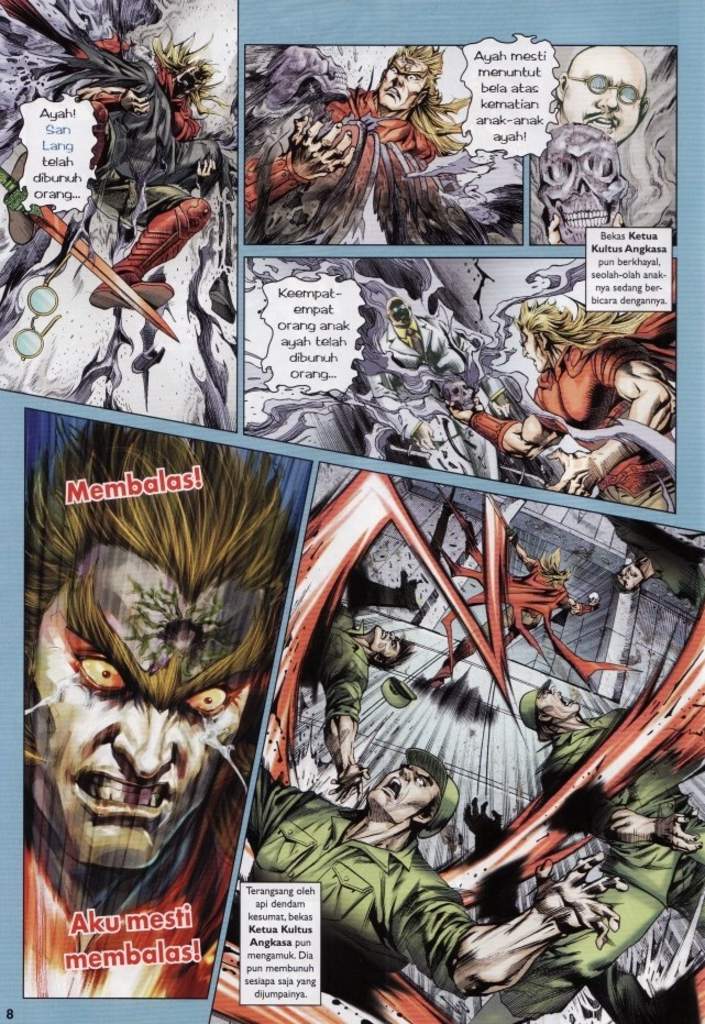 Ayah!
San
Lang
telah
dibunuh
orang...
Ayah mesti
menuntut
bela atas
kematian
anak-anak
ayah!
Bekas Ketua
Kultus Angkasa
pun berkhayal,
seolah-olah anak-
nya sedang ber-
bicara dengannya.
Keempat-
empat
orang anak
ayah telah
dibunuh
orang...
Membalas!
Aku mesti
membalas!
Terangsang oleh
api dendam
kesumat, bekas
Ketua Kultus
Angkasa pun
mengamuk. Dia
pun membunuh
sesiapa saja yang
dijumpainya.
8